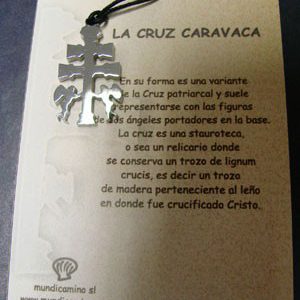 LA CRUZ CARAVACA
En su forma es una variante
de la Cruz patriarcal y suele
representarse con las figuras
de dos ángeles portadores en la base.
La cruz es una stauroteca,
o sea un relicario donde
se conserva un trozo de lignum
crucis, es decir un trozo
de madera perteneciente al leño
en donde fue crucificado Cristo.
mundicamino sl